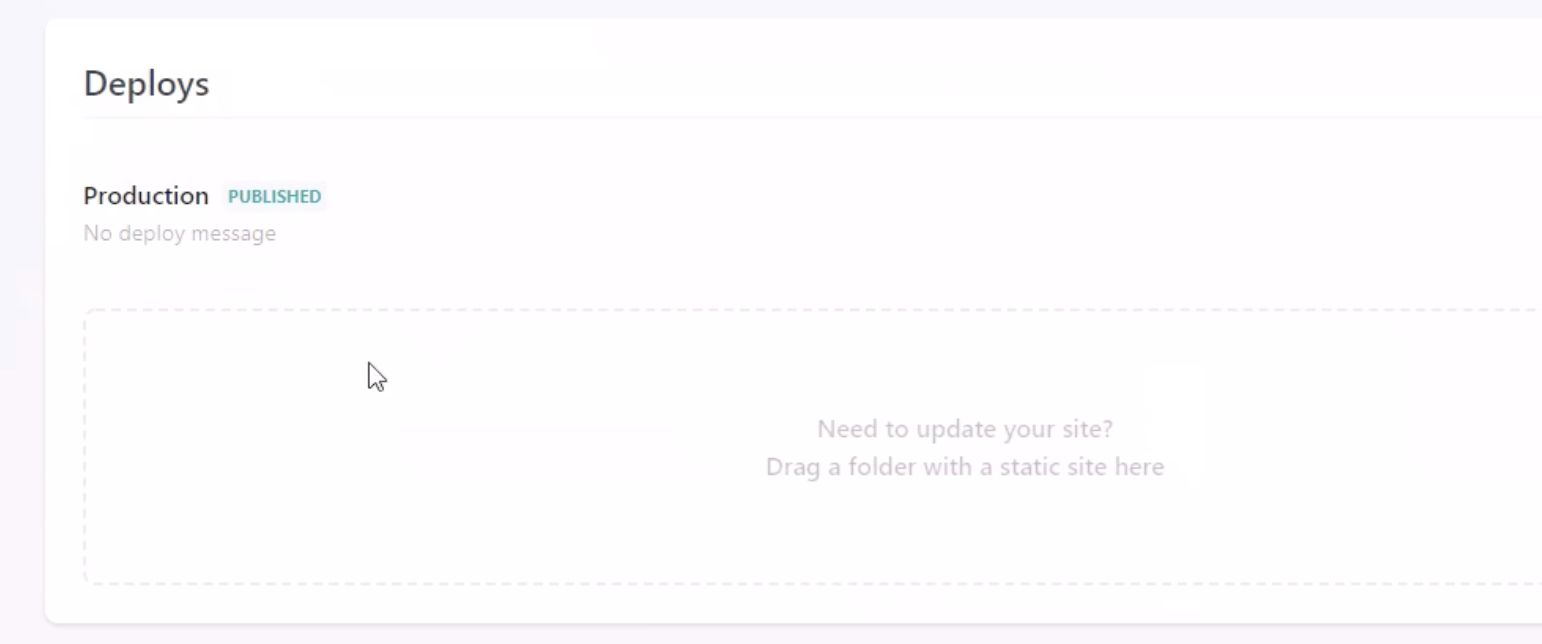 Deploys
Production PUBLISHED
No deploy message
Need to update your site?
Drag a folder with a static site here